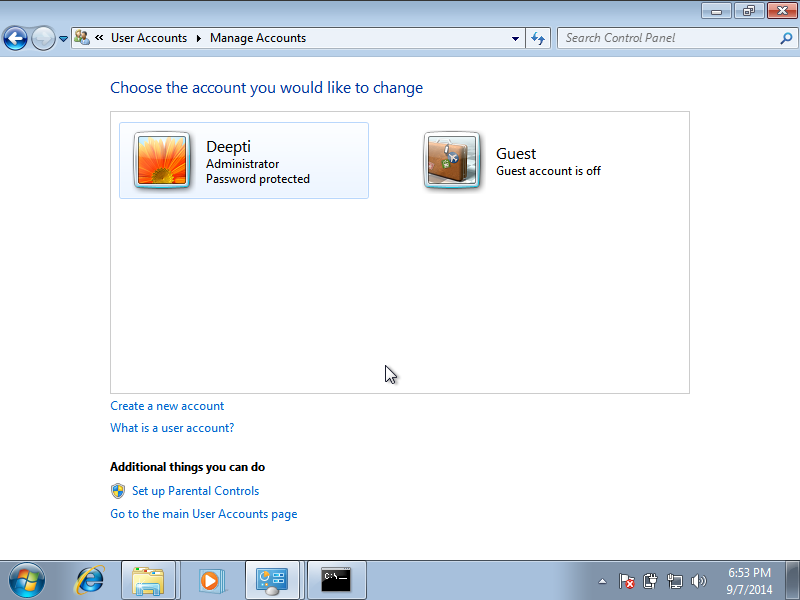 « User Accounts Manage Accounts
Search Control Panel
Choose the account you would like to change
Deepti
Administrator
Password protected
Guest
Guest account is off
Create a new account
What is a user account?
Additional things you can do
Set up Parental Controls
Go to the main User Accounts page
C:\_
6:53 PM
9/7/2014